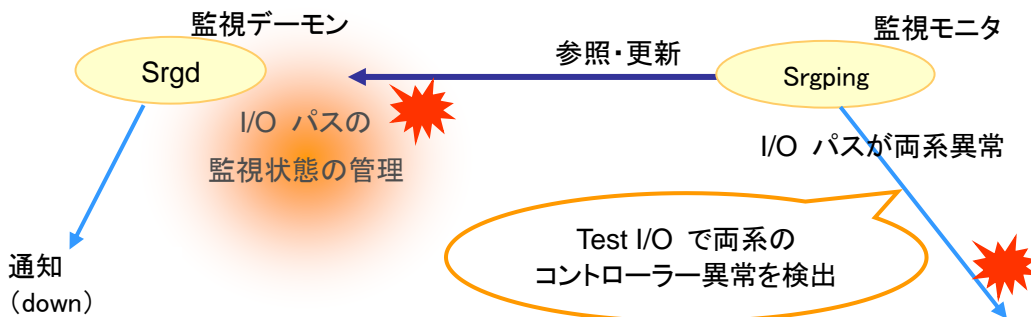 監視デーモン
監視モニタ
Srgd
参照・更新
Srgping
I/O パスの
監視状態の管理
I/O パスが両系異常
Test I/O で両系の
コントローラー異常を検出
通知
（down）